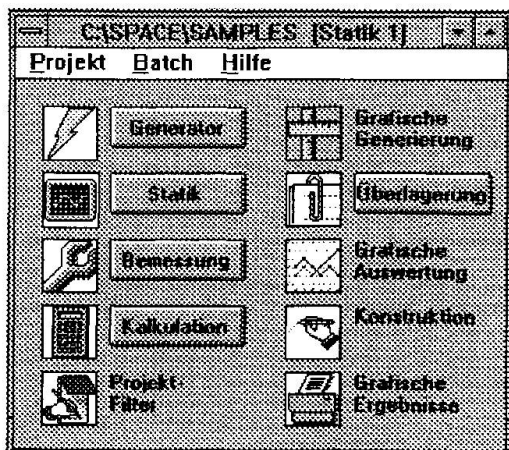 C:\SPACE\SAMPLES [Statik 1]
Projekt Batch Hilfe
Generator
Grafische
Generierung
Statik
Überlagerung
Bemessung
Grafische
Auswertung
Kalkulation
Konstruktion
Projekt-
Filter
Grafische
Ergebnisse